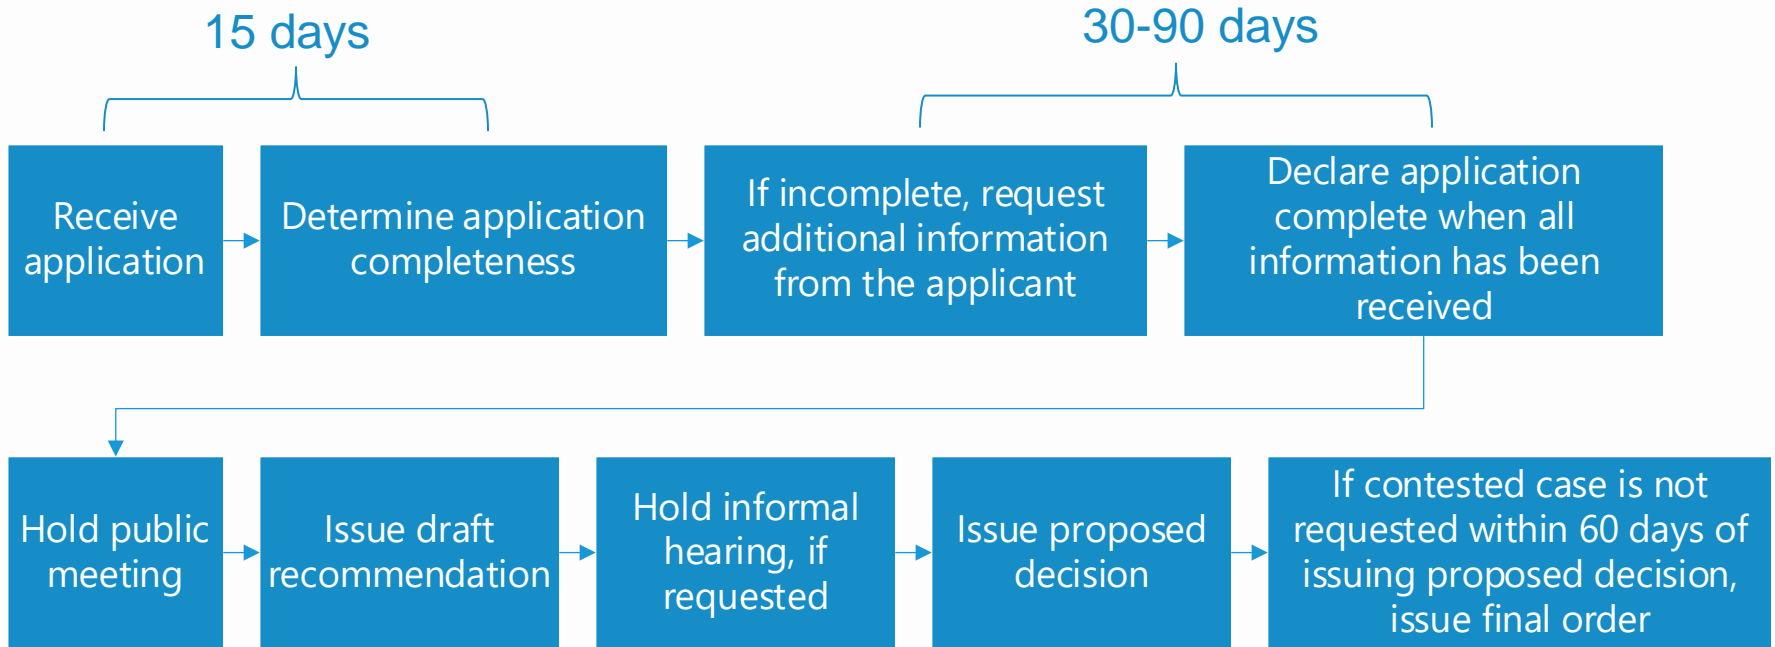 15 days
30-90 days
Receive
application
Determine application
completeness
If incomplete, request
additional information
from the applicant
Declare application
complete when all
information has been
received
Hold public
meeting
Issue draft
recommendation
Hold informal
hearing, if
requested
Issue proposed
decision
If contested case is not
requested within 60 days of
issuing proposed decision,
issue final order